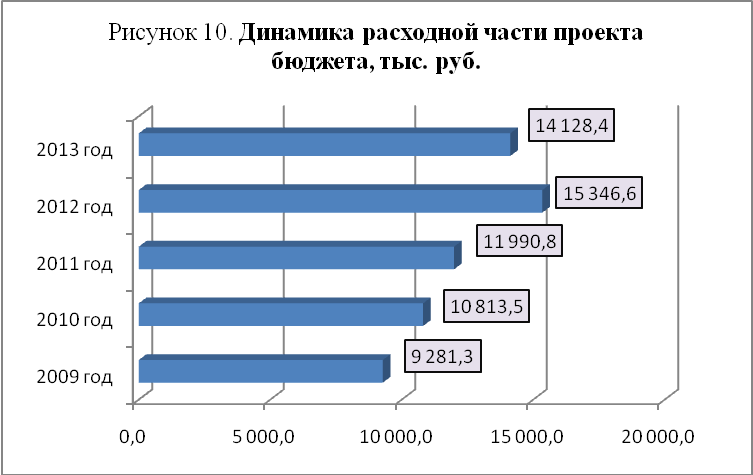 Рисунок 10. Динамика расходной части проекта
бюджета, тыс. руб.
2013 год 14 128,4
2012 год 15 346,6
2011 год 11 990,8
2010 год 10 813,5
2009 год 9 281,3
0,0 5 000,0 10 000,0 15 000,0 20 000,0